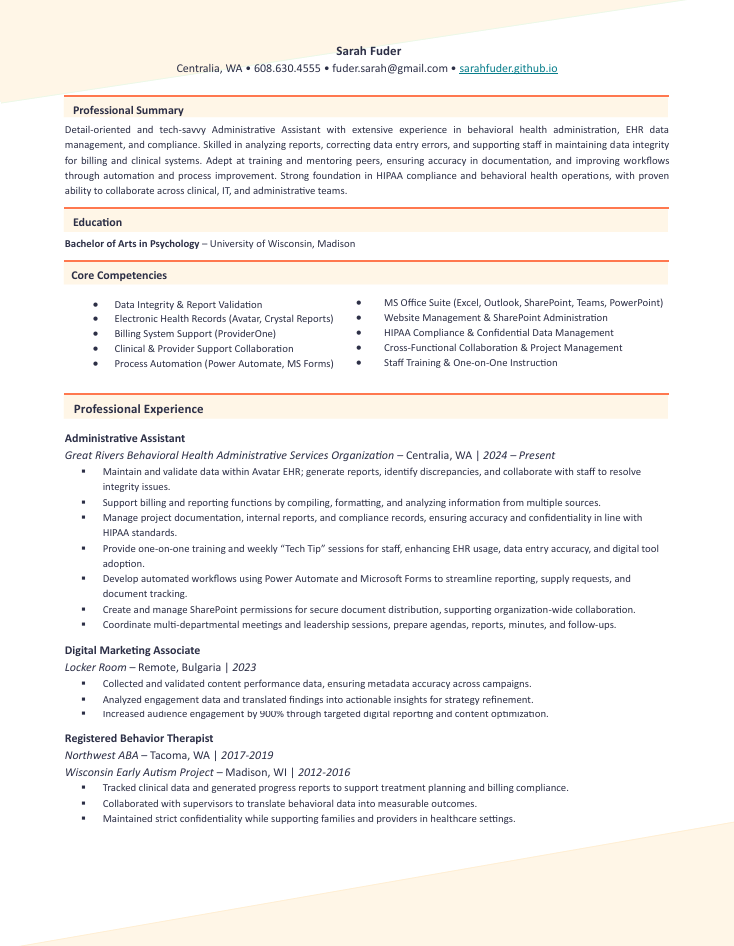 Sarah Fuder
Centralia, WA • 608.630.4555 • fuder.sarah@gmail.com • sarahfuder.github.io
Professional Summary
Detail-oriented and tech-savvy Administrative Assistant with extensive experience in behavioral health administration, EHR data
management, and compliance. Skilled in analyzing reports, correcting data entry errors, and supporting staff in maintaining data integrity
for billing and clinical systems. Adept at training and mentoring peers, ensuring accuracy in documentation, and improving workflows
through automation and process improvement. Strong foundation in HIPAA compliance and behavioral health operations, with proven
ability to collaborate across clinical, IT, and administrative teams.
Education
Bachelor of Arts in Psychology – University of Wisconsin, Madison
Core Competencies
• Data Integrity & Report Validation
• Electronic Health Records (Avatar, Crystal Reports)
• Billing System Support (ProviderOne)
• Clinical & Provider Support Collaboration
• Process Automation (Power Automate, MS Forms)
• MS Office Suite (Excel, Outlook, SharePoint, Teams, PowerPoint)
• Website Management & SharePoint Administration
• HIPAA Compliance & Confidential Data Management
• Cross-Functional Collaboration & Project Management
• Staff Training & One-on-One Instruction
Professional Experience
Administrative Assistant
Great Rivers Behavioral Health Administrative Services Organization – Centralia, WA | 2024 – Present
▪ Maintain and validate data within Avatar EHR; generate reports, identify discrepancies, and collaborate with staff to resolve
integrity issues.
▪ Support billing and reporting functions by compiling, formatting, and analyzing information from multiple sources.
▪ Manage project documentation, internal reports, and compliance records, ensuring accuracy and confidentiality in line with
HIPAA standards.
▪ Provide one-on-one training and weekly “Tech Tip” sessions for staff, enhancing EHR usage, data entry accuracy, and digital tool
adoption.
▪ Develop automated workflows using Power Automate and Microsoft Forms to streamline reporting, supply requests, and
document tracking.
▪ Create and manage SharePoint permissions for secure document distribution, supporting organization-wide collaboration.
▪ Coordinate multi-departmental meetings and leadership sessions, prepare agendas, reports, minutes, and follow-ups.
Digital Marketing Associate
Locker Room – Remote, Bulgaria | 2023
▪ Collected and validated content performance data, ensuring metadata accuracy across campaigns.
▪ Analyzed engagement data and translated findings into actionable insights for strategy refinement.
▪ Increased audience engagement by 900% through targeted digital reporting and content optimization.
Registered Behavior Therapist
Northwest ABA – Tacoma, WA | 2017-2019
Wisconsin Early Autism Project – Madison, WI | 2012-2016
▪ Tracked clinical data and generated progress reports to support treatment planning and billing compliance.
▪ Collaborated with supervisors to translate behavioral data into measurable outcomes.
▪ Maintained strict confidentiality while supporting families and providers in healthcare settings.